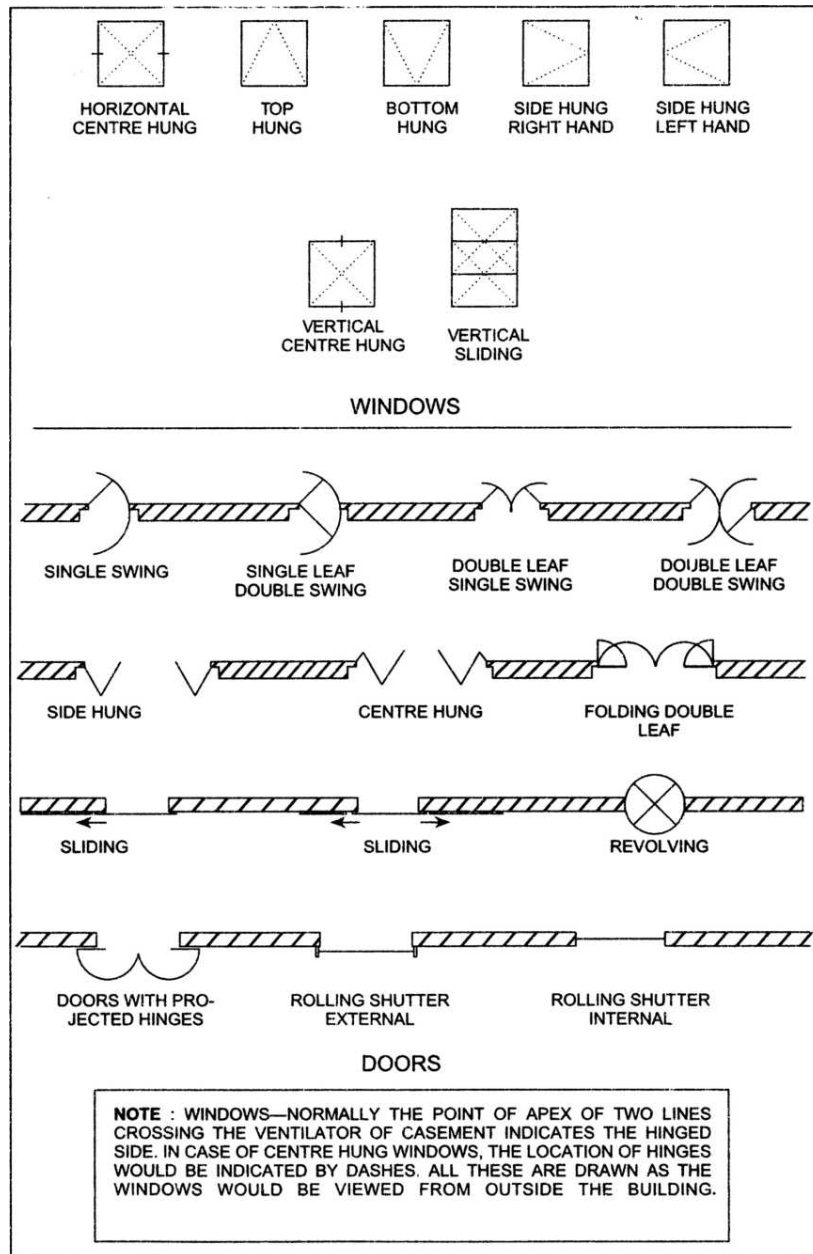 HORIZONTAL
CENTRE HUNG
TOP
HUNG
BOTTOM
HUNG
SIDE HUNG
RIGHT HAND
SIDE HUNG
LEFT HAND
VERTICAL
CENTRE HUNG
VERTICAL
SLIDING
WINDOWS
SINGLE SWING
SINGLE LEAF
DOUBLE SWING
DOUBLE LEAF
SINGLE SWING
DOUBLE LEAF
DOUBLE SWING
SIDE HUNG
CENTRE HUNG
FOLDING DOUBLE
LEAF
SLIDING
SLIDING
REVOLVING
DOORS WITH PRO-
JECTED HINGES
ROLLING SHUTTER
EXTERNAL
ROLLING SHUTTER
INTERNAL
DOORS
NOTE : WINDOWS—NORMALLY THE POINT OF APEX OF TWO LINES
CROSSING THE VENTILATOR OF CASEMENT INDICATES THE HINGED
SIDE. IN CASE OF CENTRE HUNG WINDOWS, THE LOCATION OF HINGES
WOULD BE INDICATED BY DASHES. ALL THESE ARE DRAWN AS THE
WINDOWS WOULD BE VIEWED FROM OUTSIDE THE BUILDING.